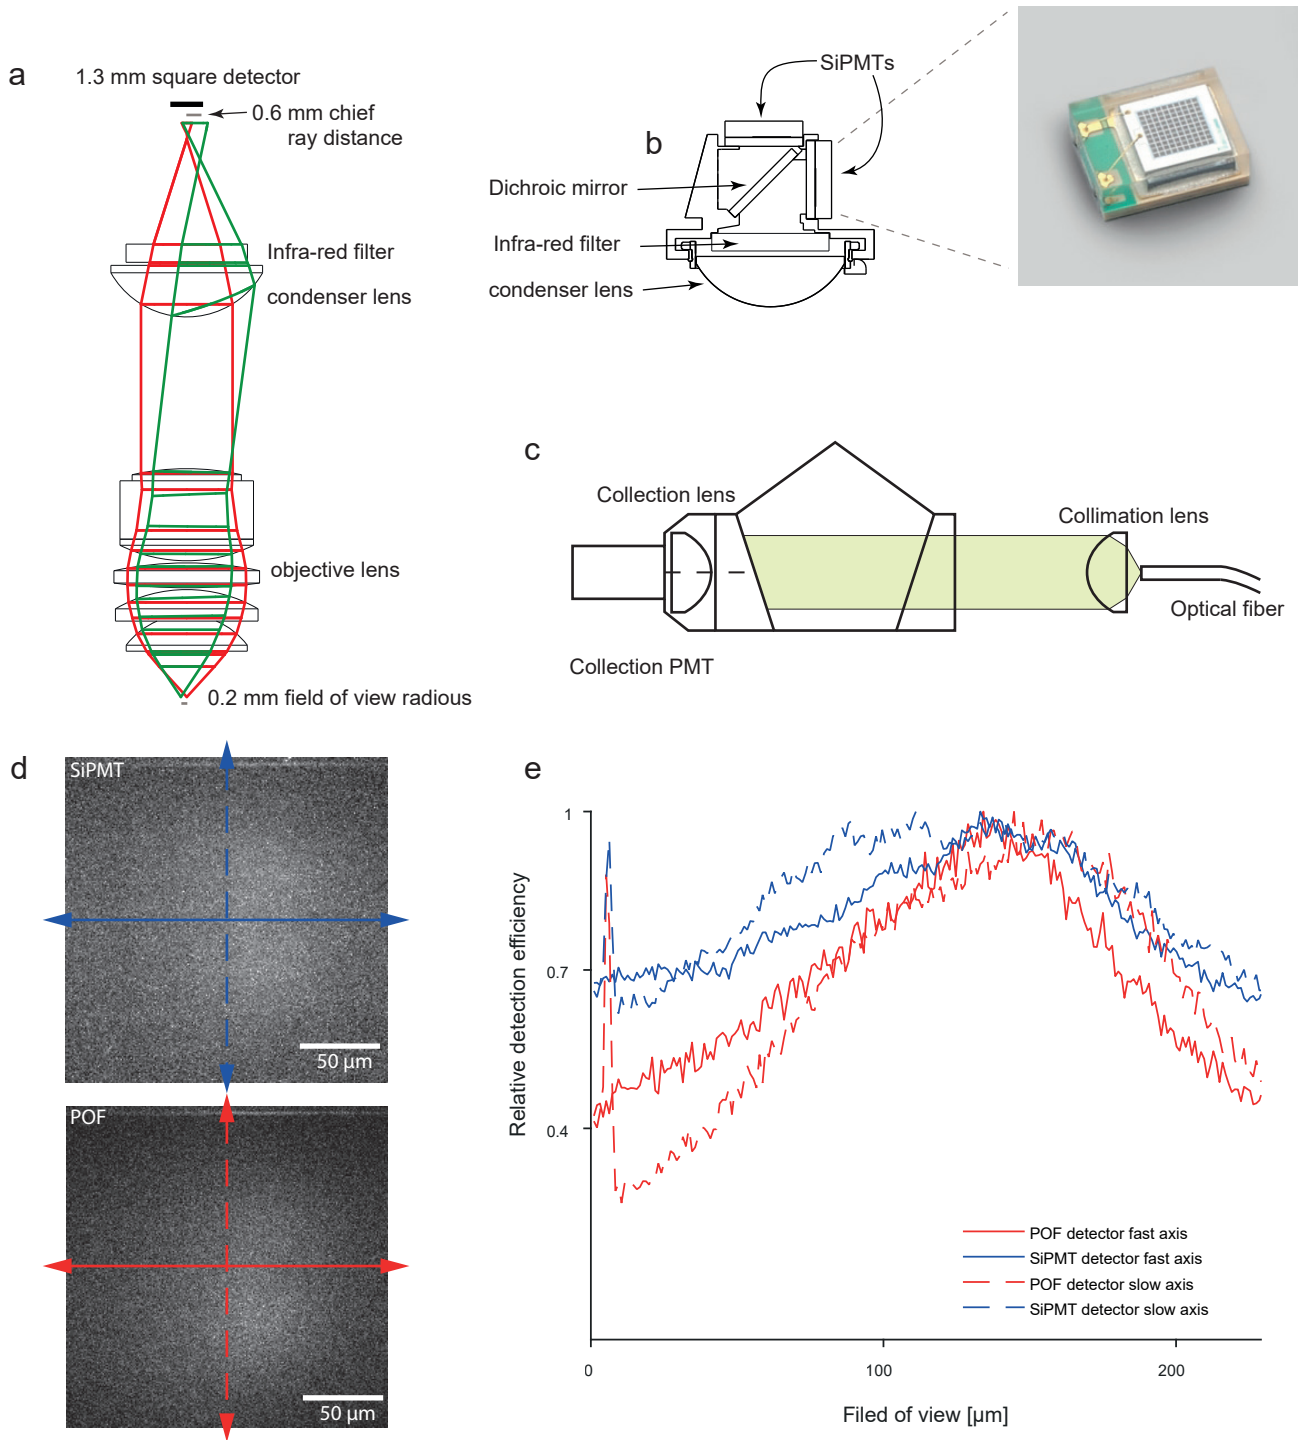 a
1.3 mm square detector
0.6 mm chief
ray distance
Infra-red filter
condenser lens
objective lens
0.2 mm field of view radious
b
SiPMTs
Dichroic mirror
Infra-red filter
condenser lens
c
Collection lens
Collimation lens
Optical fiber
Collection PMT
d
SiPMT
50 µm
POF
50 µm
e
1
0.7
0.4
Relative detection efficiency
POF detector fast axis
SiPMT detector fast axis
POF detector slow axis
SiPMT detector slow axis
0
100
200
Filed of view [µm]